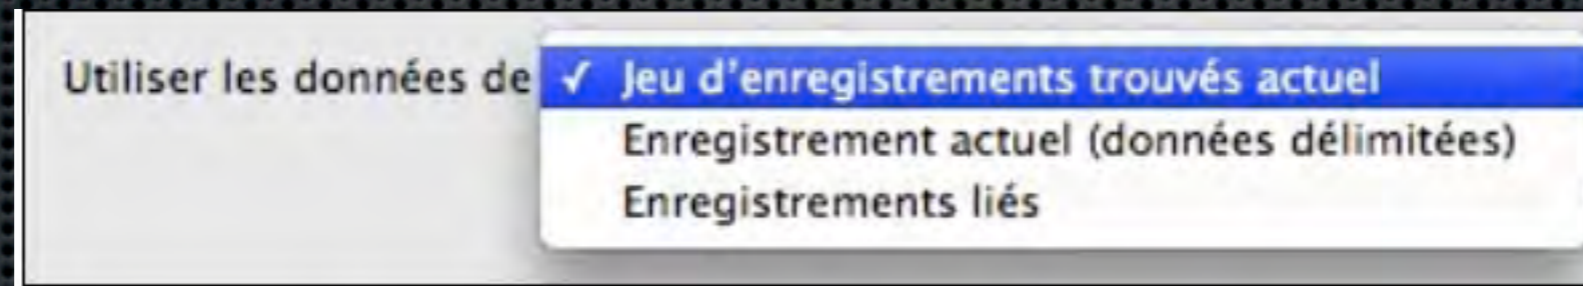 Utiliser les données de ✓ Jeu d'enregistrements trouvés actuel
Enregistrement actuel (données délimitées)
Enregistrements liés